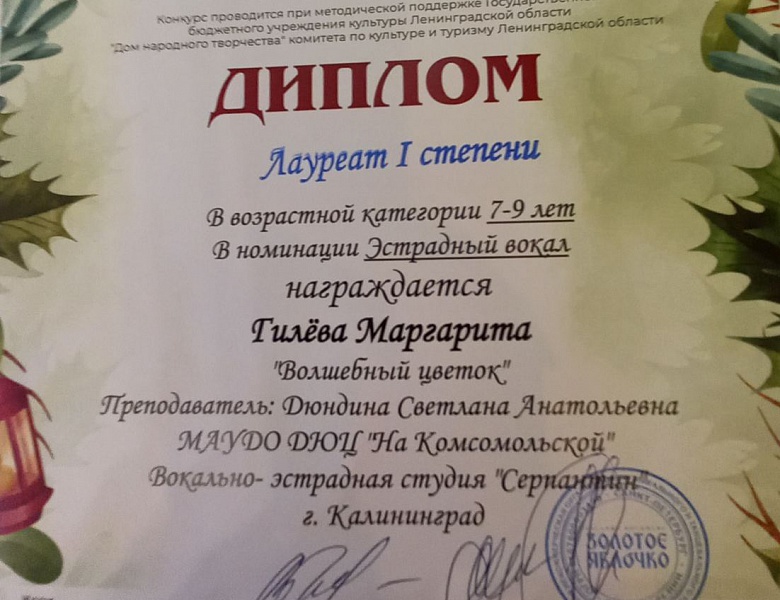 Конкурс проводится при методической поддержке Государственного
бюджетного учреждения культуры Ленинградской области
"Дом народного творчества" комитета по культуре и туризму Ленинградской области
ДИПЛОМ
Лауреат I степени
В возрастной категории 7-9 лет
В номинации Эстрадный вокал
награждается
Гилёва Маргарита
"Волшебный цветок"
Преподаватель: Дюндина Светлана Анатольевна
МАУДО ДЮЦ "На Комсомольской"
Вокально- эстрадная студия "Серпантин"
г. Калининград
ЗОЛОТОЕ
ЯБЛОЧКО